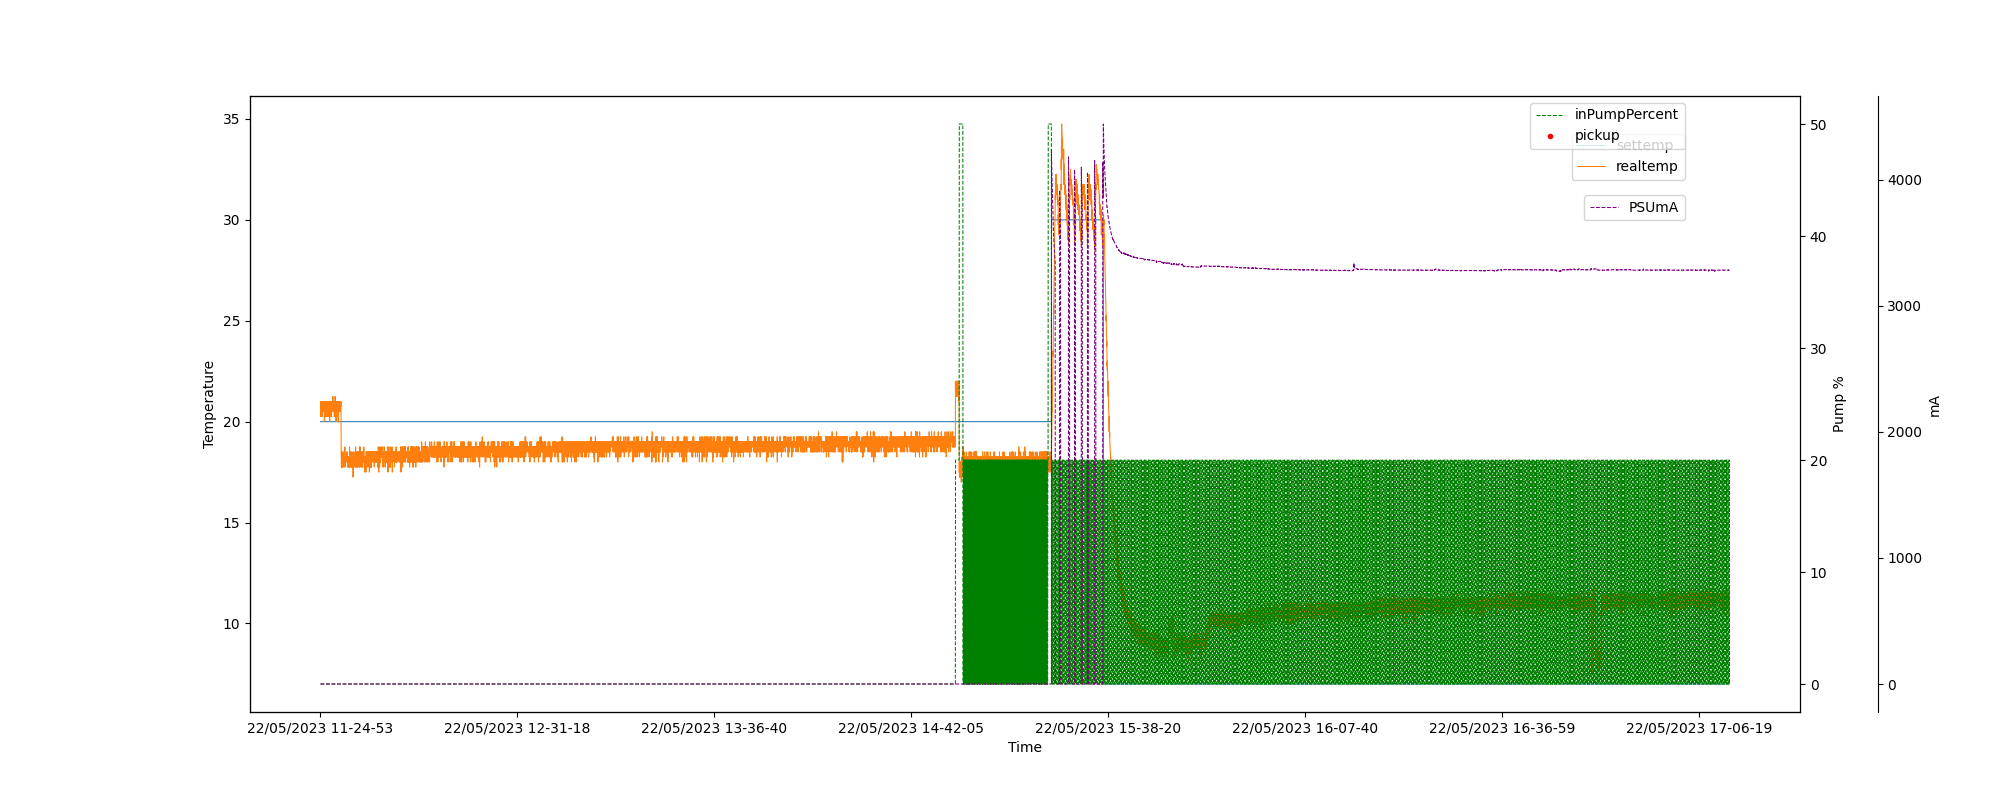 inPumpPercent
pickup
settemp
realtemp
PSUmA
35
30
25
20
15
10
Temperature
50
40
30
20
10
0
Pump %
4000
3000
2000
1000
0
mA
22/05/2023 11-24-53
22/05/2023 12-31-18
22/05/2023 13-36-40
22/05/2023 14-42-05
22/05/2023 15-38-20
22/05/2023 16-07-40
22/05/2023 16-36-59
22/05/2023 17-06-19
Time